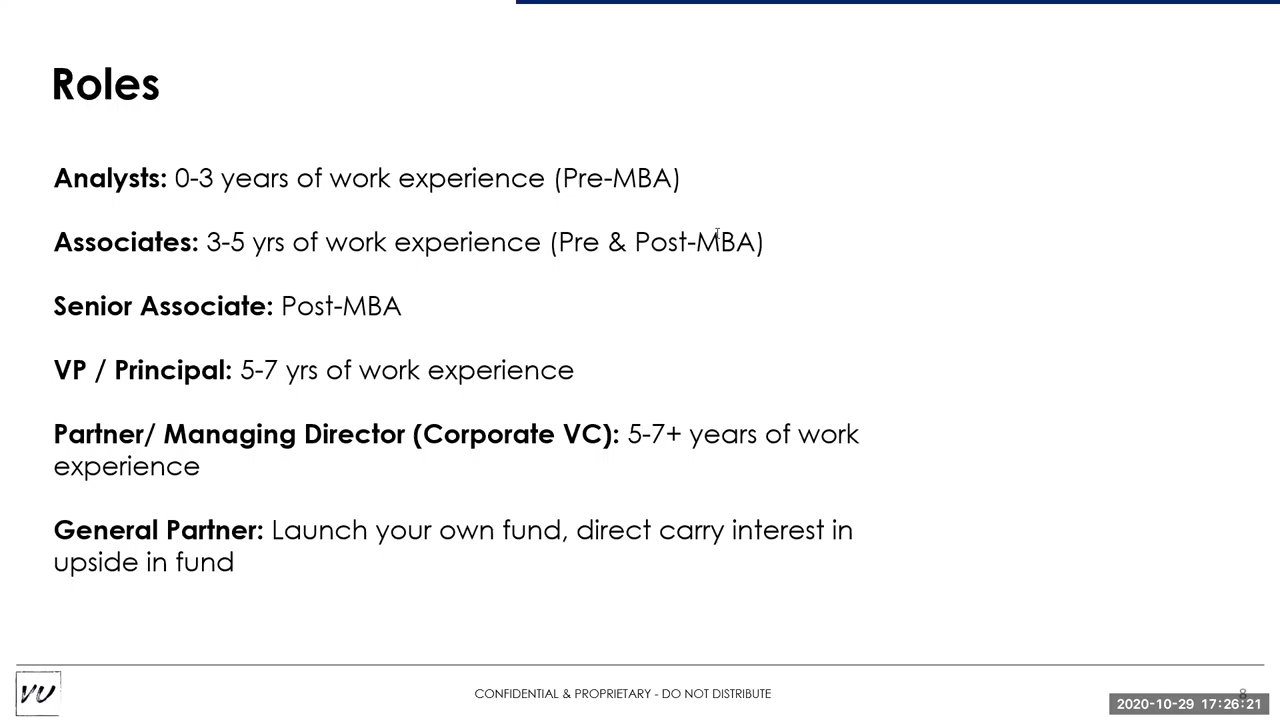 Roles
Analysts: 0-3 years of work experience (Pre-MBA)
Associates: 3-5 yrs of work experience (Pre & Post-MBA)
Senior Associate: Post-MBA
VP / Principal: 5-7 yrs of work experience
Partner/ Managing Director (Corporate VC): 5-7+ years of work
experience
General Partner: Launch your own fund, direct carry interest in
upside in fund
VU
CONFIDENTIAL & PROPRIETARY - DO NOT DISTRIBUTE
8
2020-10-29 17:26:21